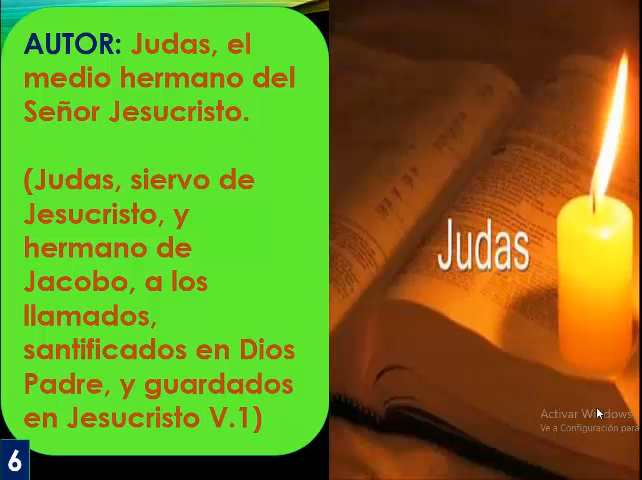 AUTOR: Judas, el
medio hermano del
Señor Jesucristo.
(Judas, siervo de
Jesucristo, y
hermano de
Jacobo, a los
llamados,
santificados en Dios
Padre, y guardados
en Jesucristo V.1)
Judas
Activar Windows
Ve a Configuración para
6